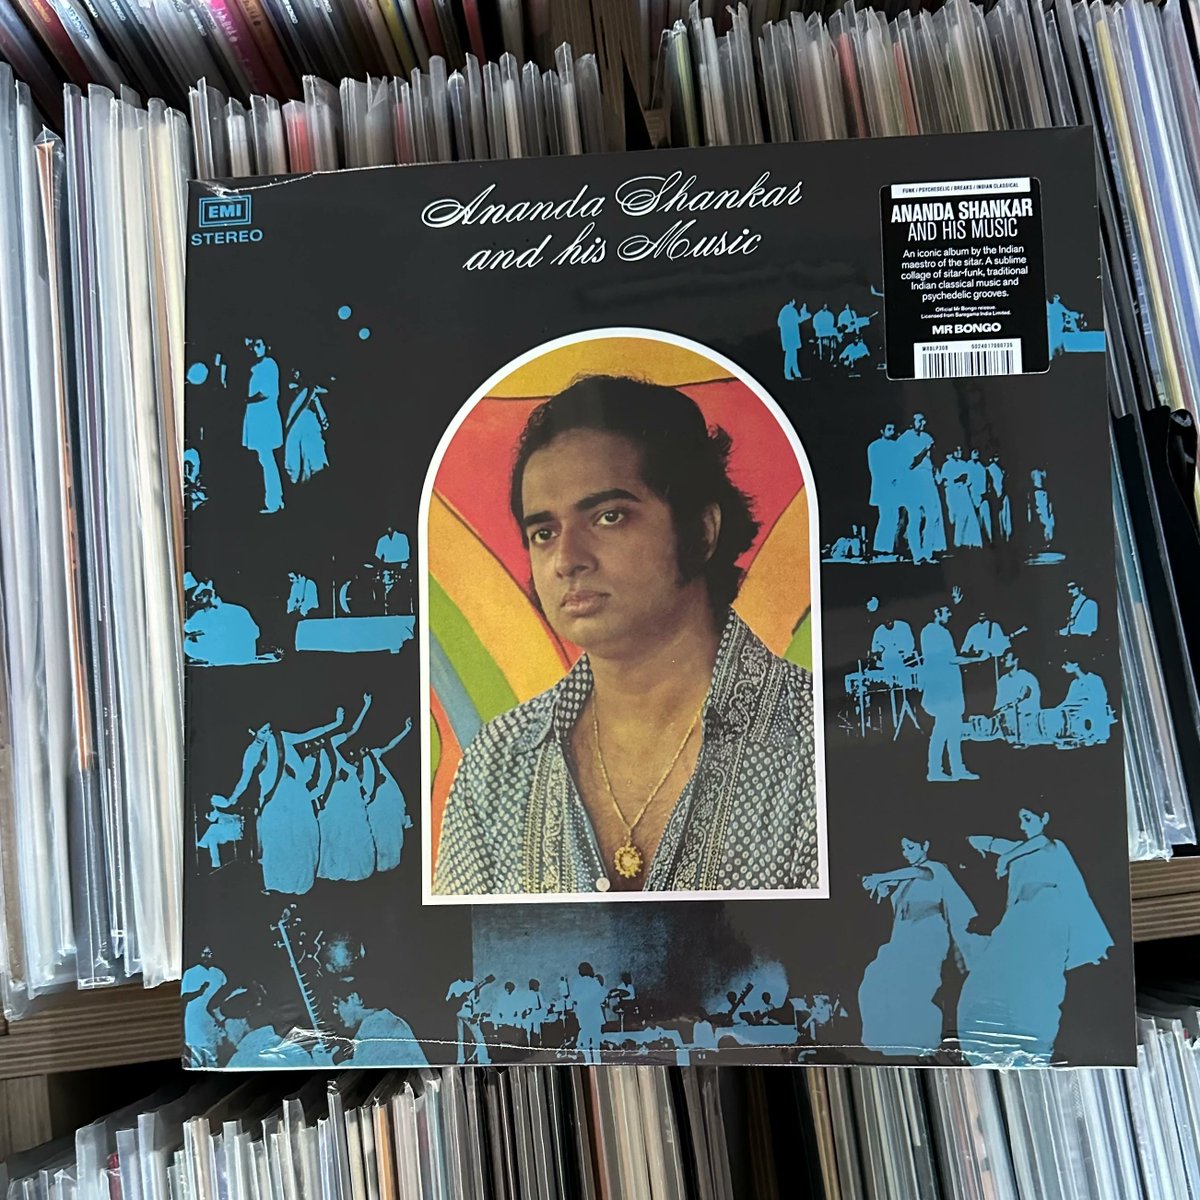 EMI
STEREO
Ananda Shankar
and his Music
FUNK / PSYCHEDELIC / BREAKS / INDIAN CLASSICAL
ANANDA SHANKAR
AND HIS MUSIC
An iconic album by the Indian
maestro of the sitar. A sublime
collage of sitar-funk, traditional
Indian classical music and
psychedelic grooves.
Official Mr Bongo reissue.
Licensed from Saregama India Limited.
MR BONGO
MRBLP308 5024017000735